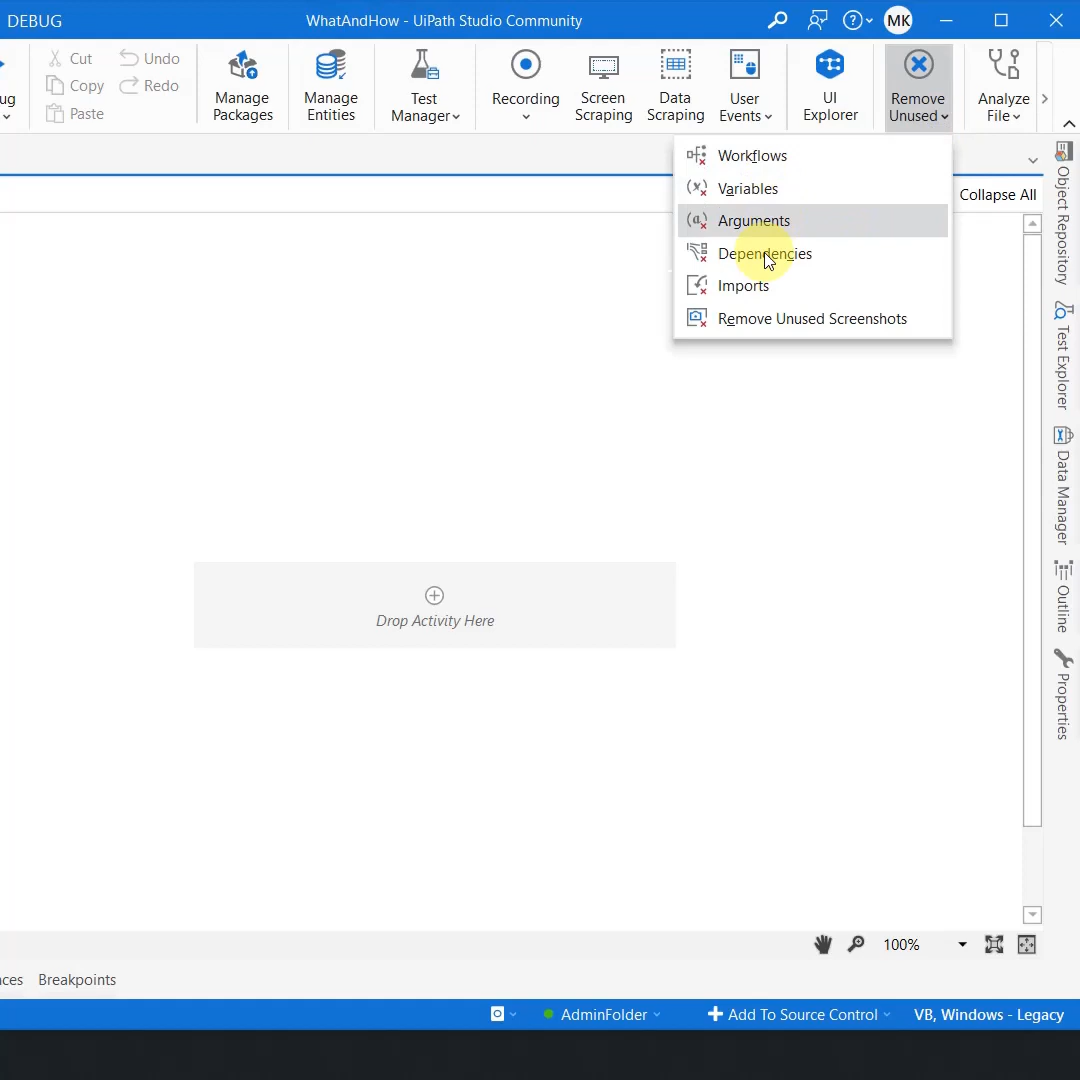 DEBUG
WhatAndHow - UiPath Studio Community
MK
ug
Cut
Copy
Paste
Undo
Redo
Manage
Packages
Manage
Entities
Test
Manager
Recording
Screen
Scraping
Data
Scraping
User
Events
UI
Explorer
Remove
Unused
Analyze
File
Workflows
Variables
Arguments
Dependencies
Imports
Remove Unused Screenshots
Collapse All
Object Repository
Test Explorer
Data Manager
Outline
Properties
Drop Activity Here
100%
nces
Breakpoints
AdminFolder
Add To Source Control
VB, Windows - Legacy